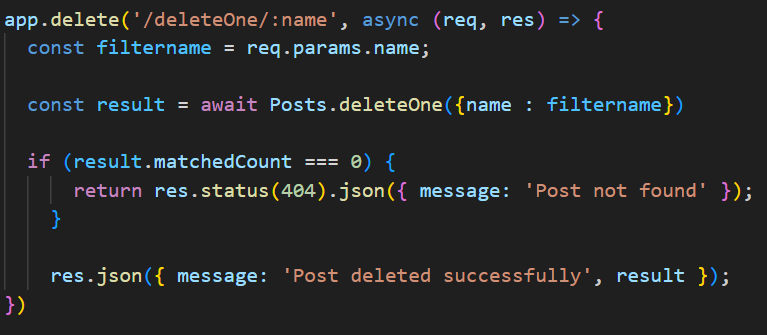 app.delete('/deleteOne/:name', async (req, res) => {
const filtername = req.params.name;
const result = await Posts.deleteOne({name : filtername})
if (result.matchedCount === 0) {
return res.status(404).json({ message: 'Post not found' });
}
res.json({ message: 'Post deleted successfully', result });
})